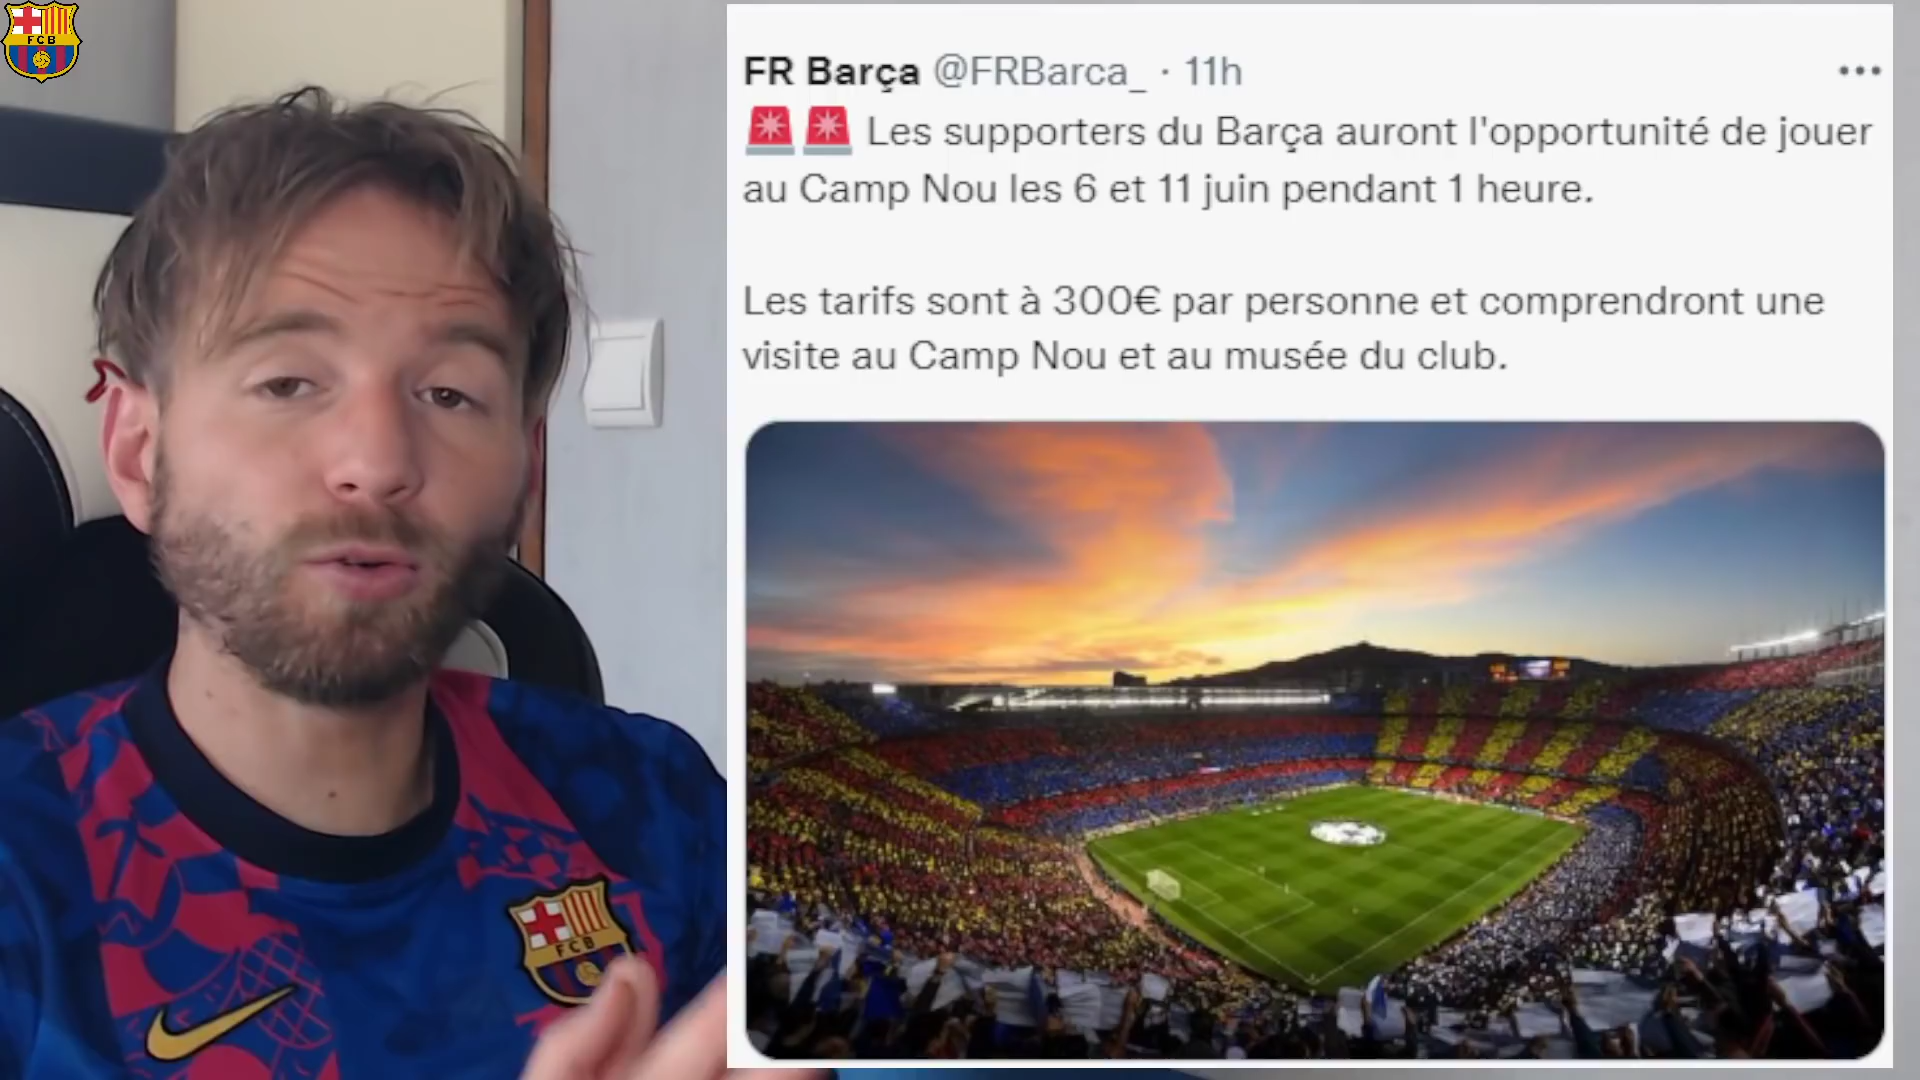 FCB
FR Barça @FRBarca_ · 11h
🚨🚨 Les supporters du Barça auront l'opportunité de jouer
au Camp Nou les 6 et 11 juin pendant 1 heure.
Les tarifs sont à 300€ par personne et comprendront une
visite au Camp Nou et au musée du club.
FCB